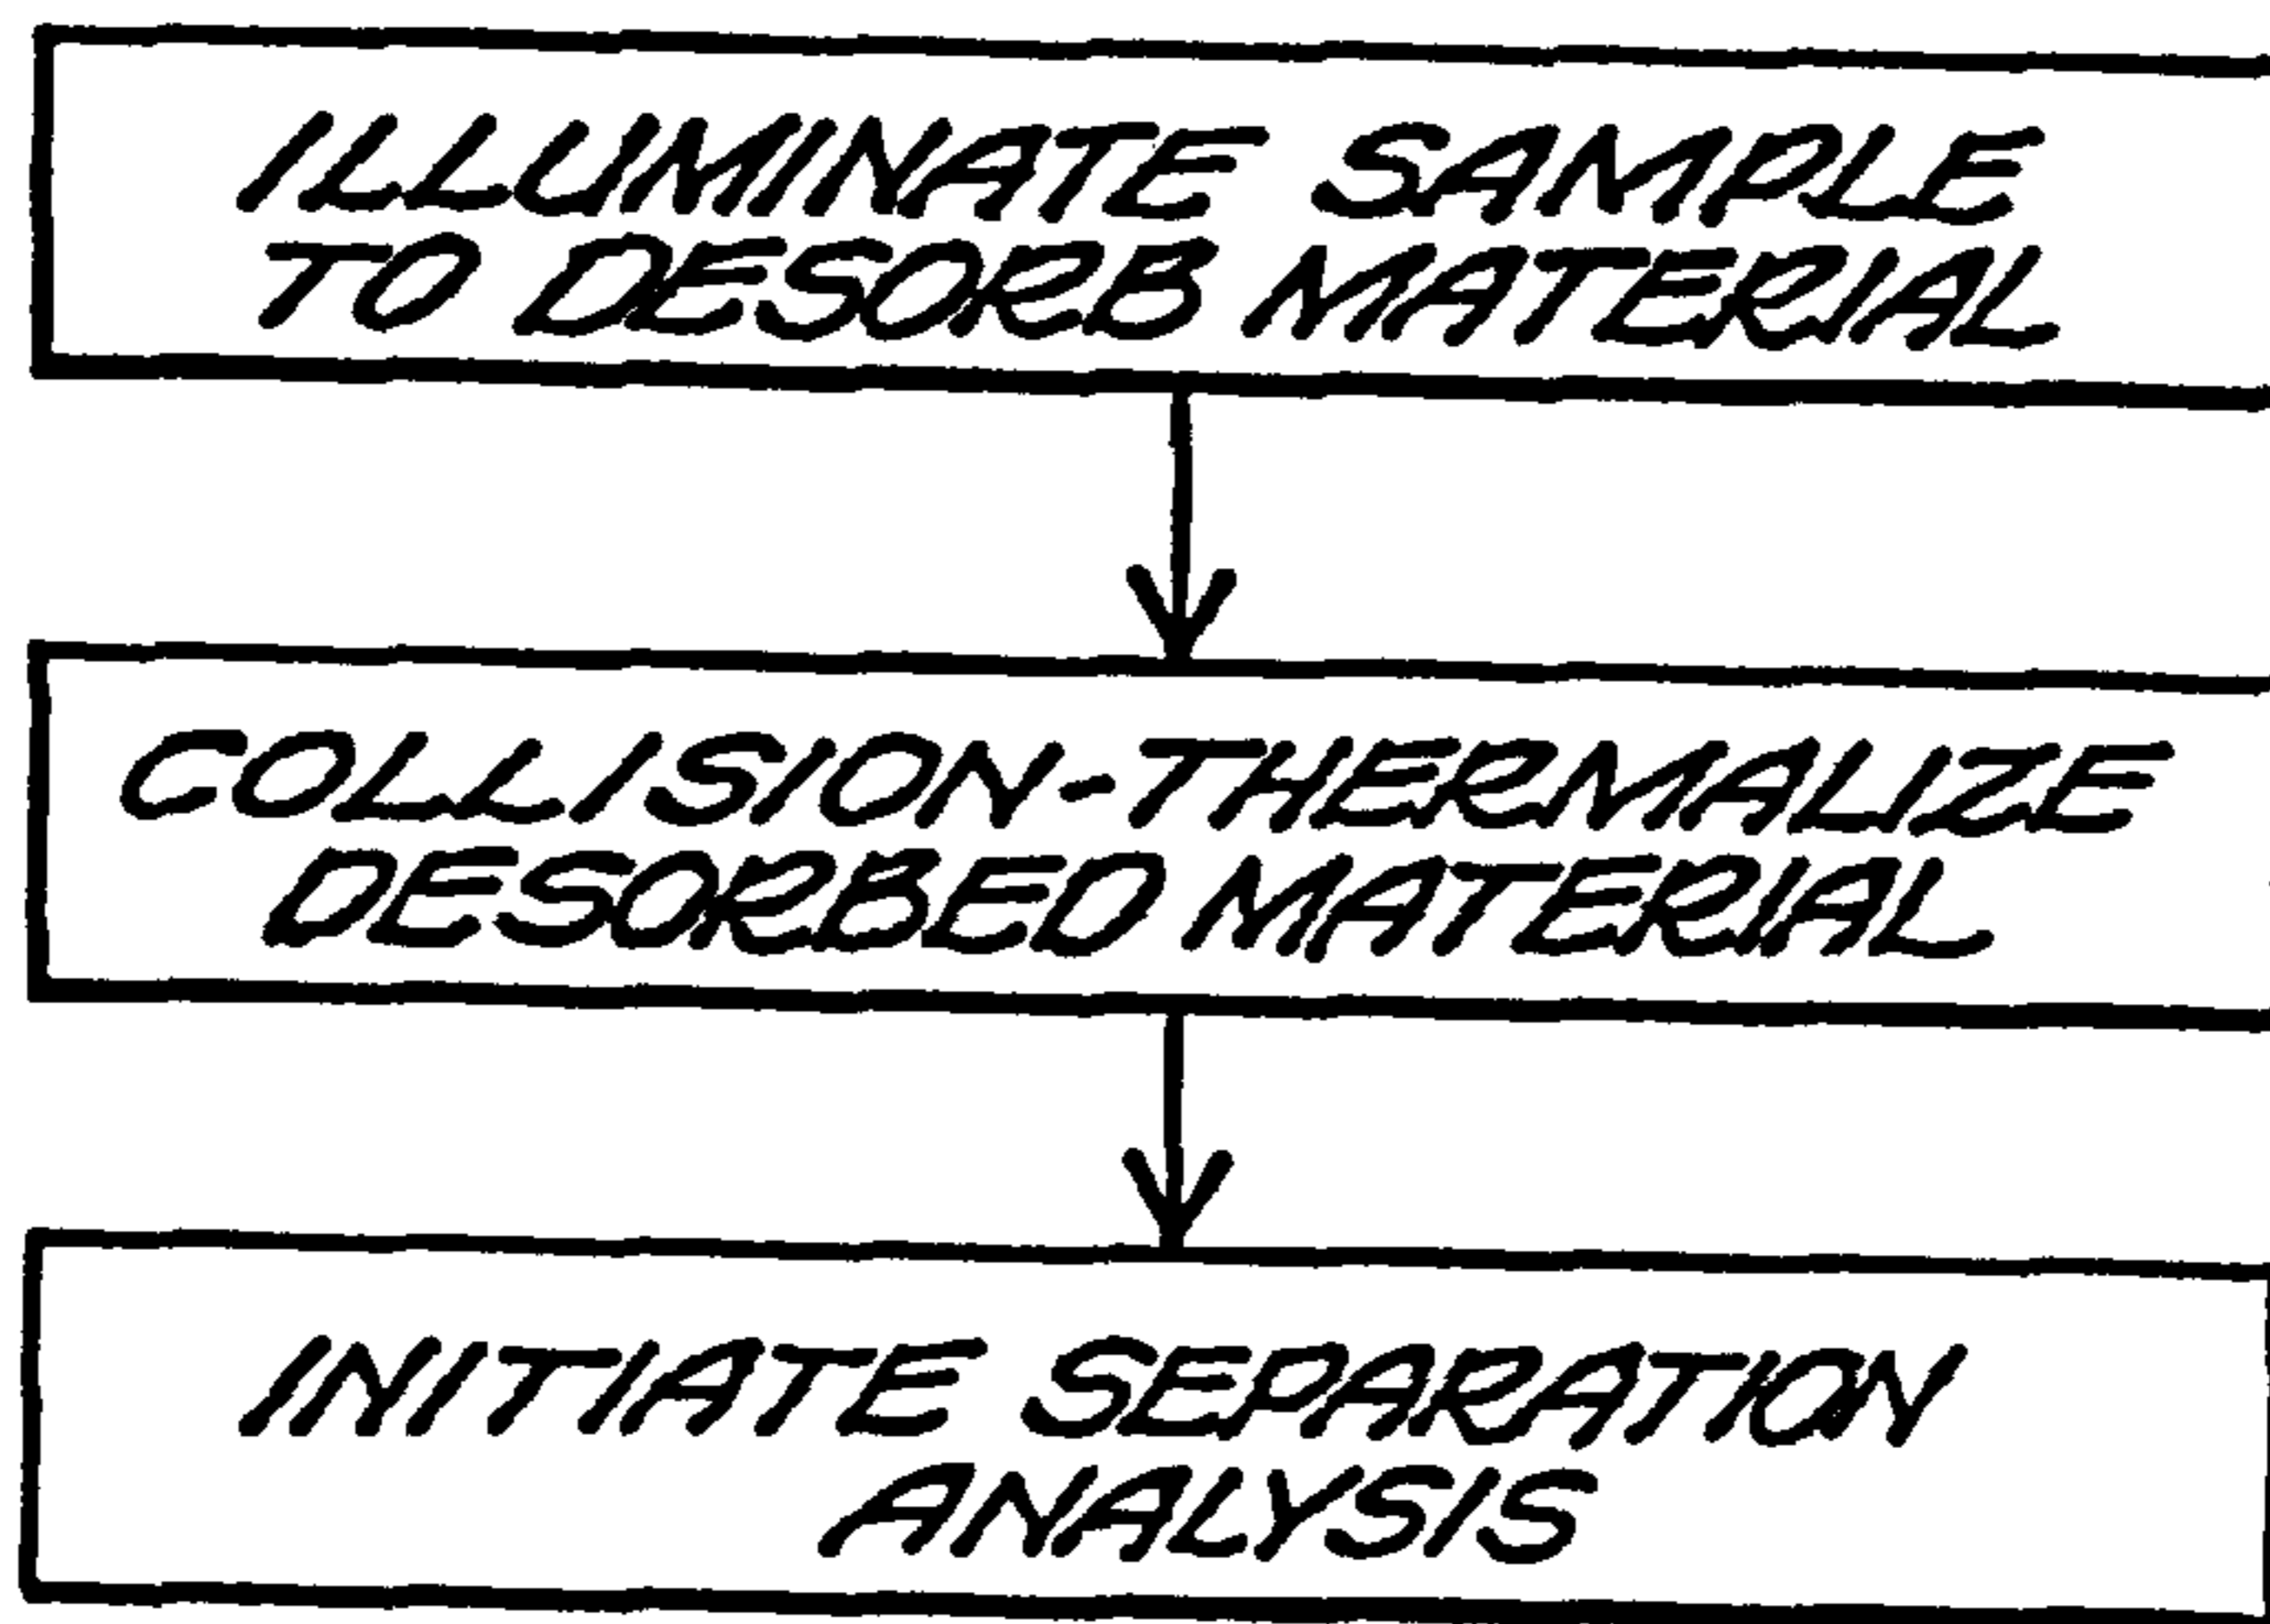 ILLUMINATE SAMPLE
TO DESORB MATERIAL
COLLISION-THERMALIZE
DESORBED MATERIAL
INITIATE SEPARATION
ANALYSIS